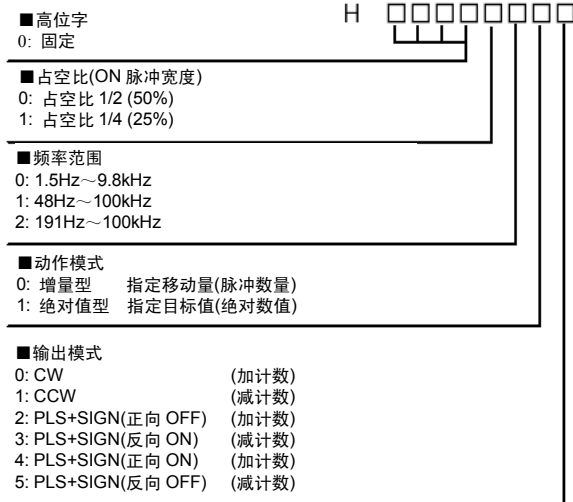 H □□□□□□□□
■高位字
0: 固定
■占空比(ON 脉冲宽度)
0: 占空比 1/2 (50%)
1: 占空比 1/4 (25%)
■频率范围
0: 1.5Hz～9.8kHz
1: 48Hz～100kHz
2: 191Hz～100kHz
■动作模式
0: 增量型 指定移动量(脉冲数量)
1: 绝对值型 指定目标值(绝对数值)
■输出模式
0: CW (加计数)
1: CCW (减计数)
2: PLS+SIGN(正向 OFF) (加计数)
3: PLS+SIGN(反向 ON) (减计数)
4: PLS+SIGN(正向 ON) (加计数)
5: PLS+SIGN(反向 OFF) (减计数)